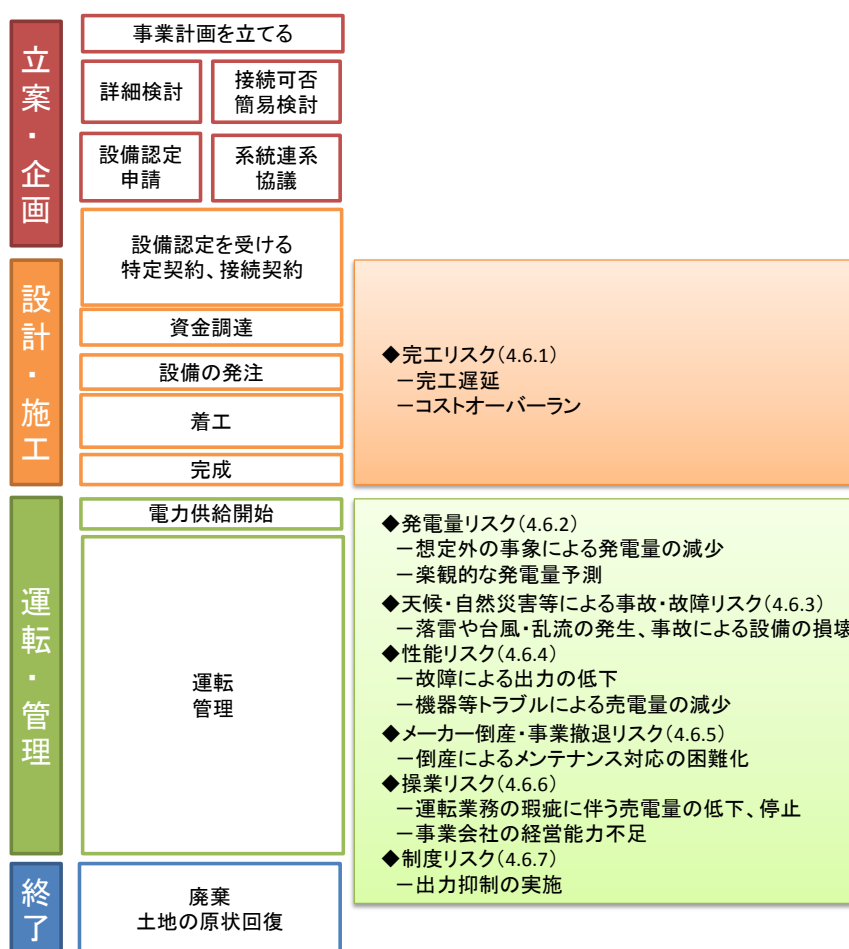 立案・企画
事業計画を立てる
詳細検討
接続可否
簡易検討
設備認定
申請
系統連系
協議
設計・施工
設備認定を受ける
特定契約、接続契約
資金調達
設備の発注
着工
完成
◆完工リスク(4.6.1)
－完工遅延
－コストオーバーラン
運転・管理
電力供給開始
運転
管理
◆発電量リスク(4.6.2)
－想定外の事象による発電量の減少
－楽観的な発電量予測
◆天候・自然災害等による事故・故障リスク(4.6.3)
－落雷や台風・乱流の発生、事故による設備の損壊
◆性能リスク(4.6.4)
－故障による出力の低下
－機器等トラブルによる売電量の減少
◆メーカー倒産・事業撤退リスク(4.6.5)
－倒産によるメンテナンス対応の困難化
◆操業リスク(4.6.6)
－運転業務の瑕疵に伴う売電量の低下、停止
－事業会社の経営能力不足
◆制度リスク(4.6.7)
－出力抑制の実施
終了
廃棄
土地の原状回復